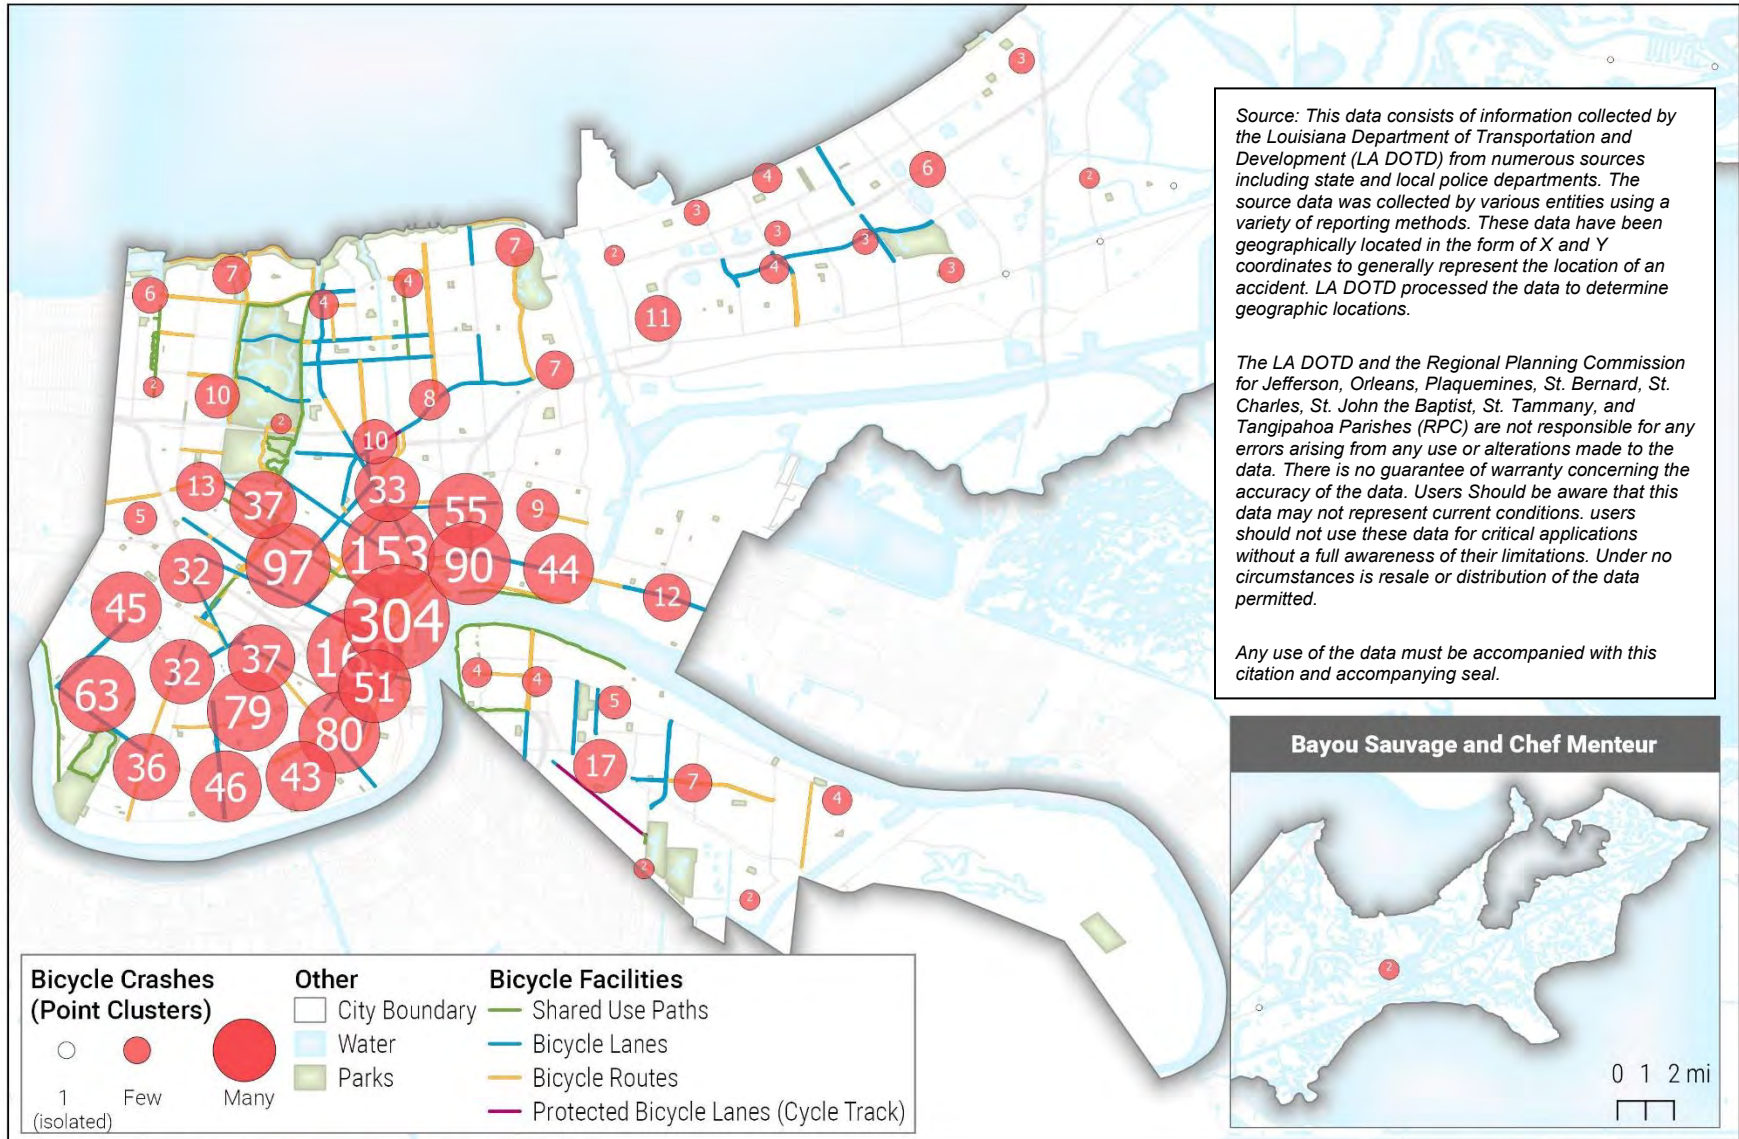 3
Source: This data consists of information collected by
the Louisiana Department of Transportation and
Development (LA DOTD) from numerous sources
including state and local police departments. The
source data was collected by various entities using a
variety of reporting methods. These data have been
geographically located in the form of X and Y
coordinates to generally represent the location of an
accident. LA DOTD processed the data to determine
geographic locations.
The LA DOTD and the Regional Planning Commission
for Jefferson, Orleans, Plaquemines, St. Bernard, St.
Charles, St. John the Baptist, St. Tammany, and
Tangipahoa Parishes (RPC) are not responsible for any
errors arising from any use or alterations made to the
data. There is no guarantee of warranty concerning the
accuracy of the data. Users Should be aware that this
data may not represent current conditions. users
should not use these data for critical applications
without a full awareness of their limitations. Under no
circumstances is resale or distribution of the data
permitted.
Any use of the data must be accompanied with this
citation and accompanying seal.
4
6
2
3
3
3
2
4
3
7
7
6
4
4
11
7
2
10
8
2
10
13
37
33
55
9
5
153
32
97
90
44
12
45
304
32
37
4
4
63
51
5
79
80
36
46
43
17
7
4
2
2
Bayou Sauvage and Chef Menteur
2
0 1 2 mi
Bicycle Crashes
(Point Clusters)
1
(isolated)
Few
Many
Other
City Boundary
Water
Parks
Bicycle Facilities
Shared Use Paths
Bicycle Lanes
Bicycle Routes
Protected Bicycle Lanes (Cycle Track)